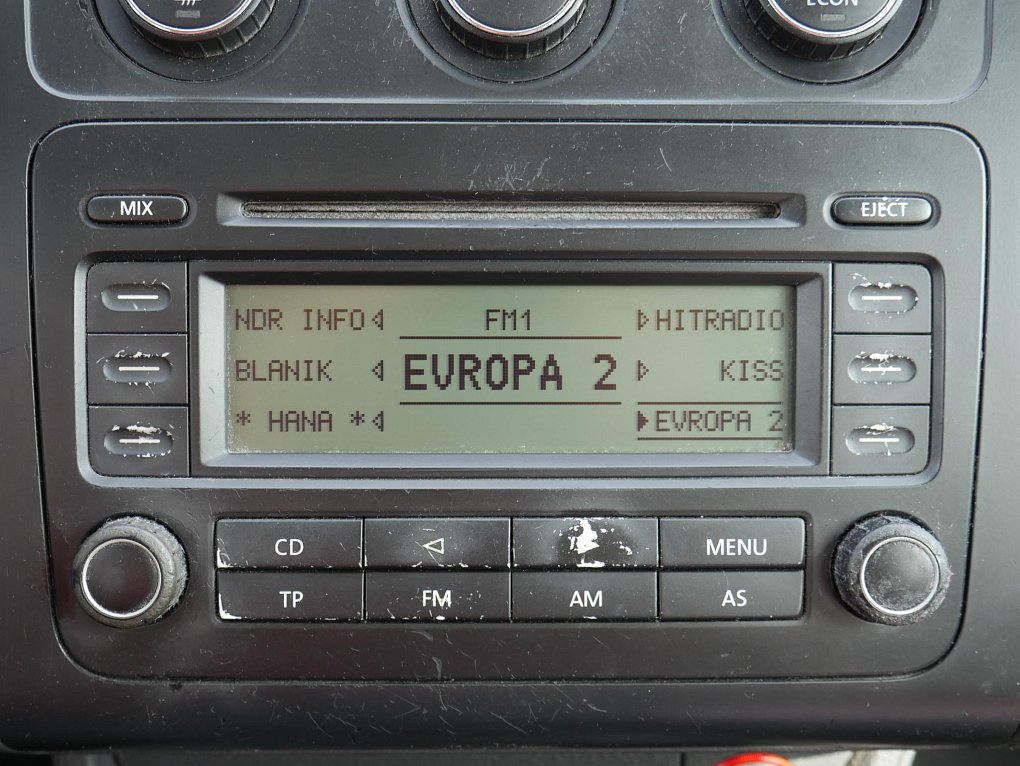 ECON
MIX
EJECT
NDR INFO FM1 HITRADIO
BLANIK EVROPA 2 KISS
* HANA * EVROPA 2
CD MENU
TP FM AM AS